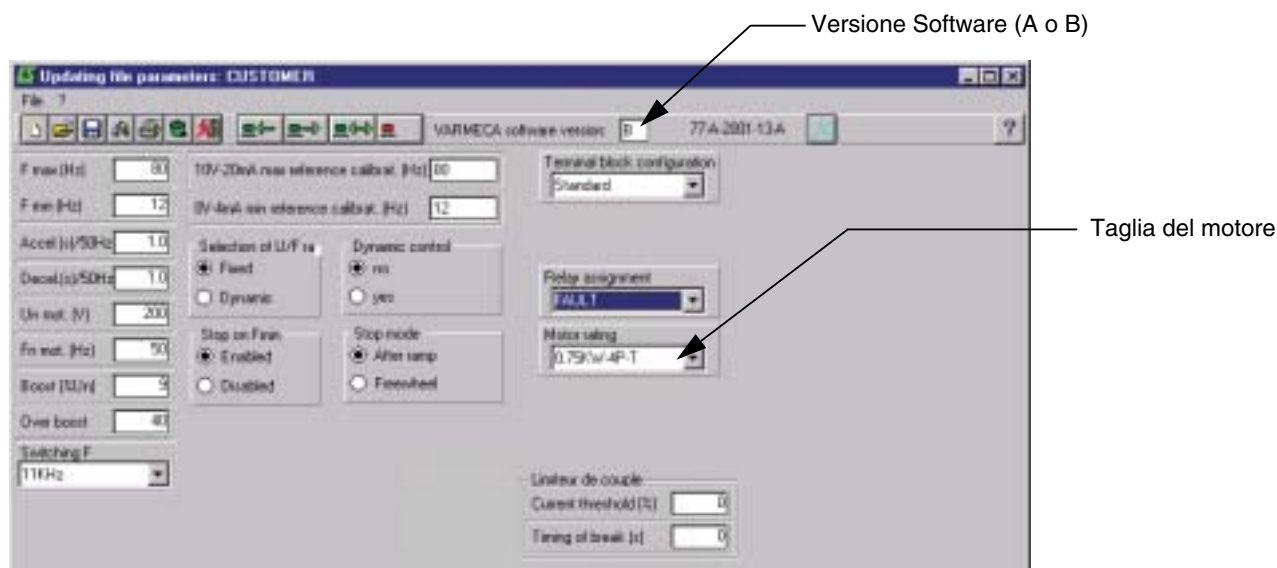 Versione Software (A o B)
Updating file parameters: CUSTOMER
File ?
VARMECA software version: B 77-A-2801-13-A ?
F max (Hz) 80
10V-20mA max reference calibrat. (Hz) 80
Terminal block configuration
Standard
F min (Hz) 12
0V-4mA min reference calibrat. (Hz) 12
Taglia del motore
Accel.(s)/50Hz 1.0
Selection of U/F ra
Dynamic control
Decel.(s)/50Hz 1.0
Fixed
no
Relay assignment
Dynamic
yes
FAULT
Un mot. (V) 200
Stop on Fmin
Stop mode
Motor rating
Fn mot. (Hz) 50
Enabled
After ramp
0.75KW-4P-T
Boost (%Un) 9
Disabled
Freewheel
Over boost 40
Switching F
11KHz
Limiteur de couple
Current threshold (%) 0
Timing of break (s) 0